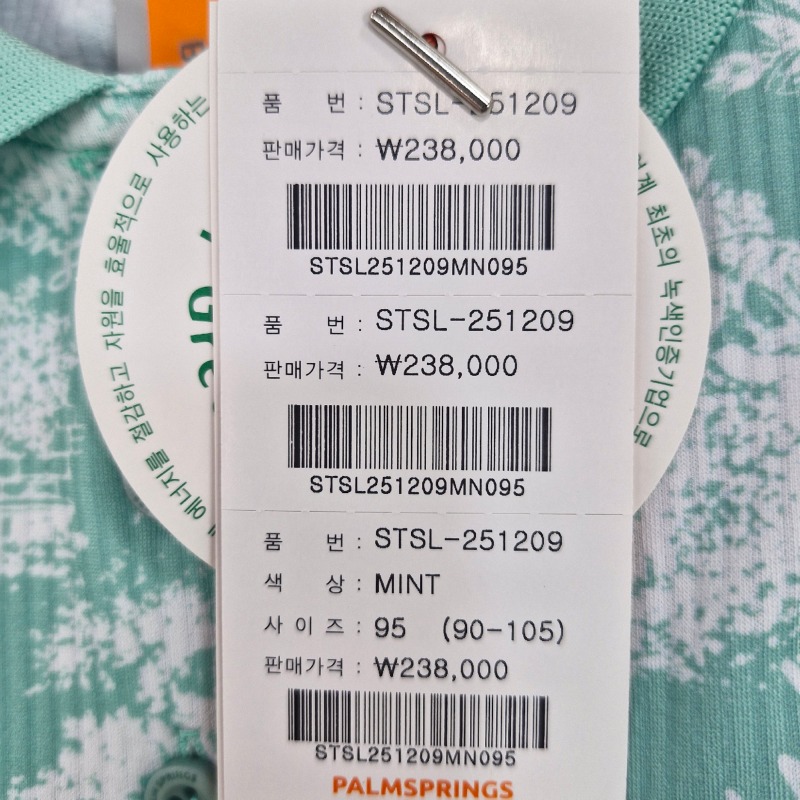 품 번 : STSL-251209
판매가격 : ₩238,000
STSL251209MN095
품 번 : STSL-251209
판매가격 : ₩238,000
STSL251209MN095
품 번 : STSL-251209
색 상 : MINT
사 이 즈 : 95 (90-105)
판매가격 : ₩238,000
STSL251209MN095
PALMSPRINGS
에너지를 절감하고 자원을 효율적으로 사용하는
최초의 녹색인증기업으로
Gre
SPRINGS